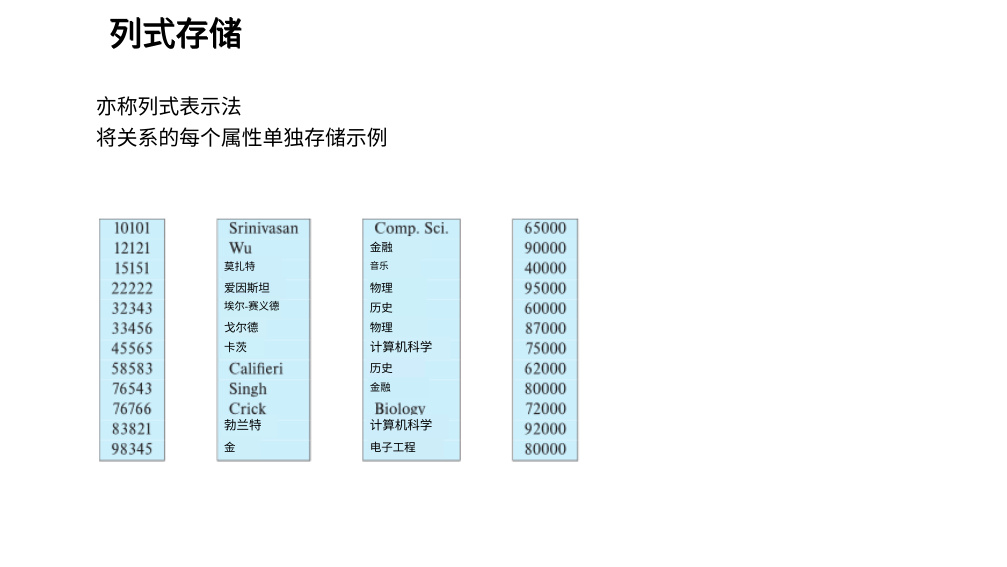 列式存储
亦称列式表示法
将关系的每个属性单独存储示例
10101 Srinivasan Comp. Sci. 65000
12121 Wu 金融 90000
15151 莫扎特 音乐 40000
22222 爱因斯坦 物理 95000
32343 埃尔-赛义德 历史 60000
33456 戈尔德 物理 87000
45565 卡茨 计算机科学 75000
58583 Califieri 历史 62000
76543 Singh 金融 80000
76766 Crick Biology 72000
83821 勃兰特 计算机科学 92000
98345 金 电子工程 80000